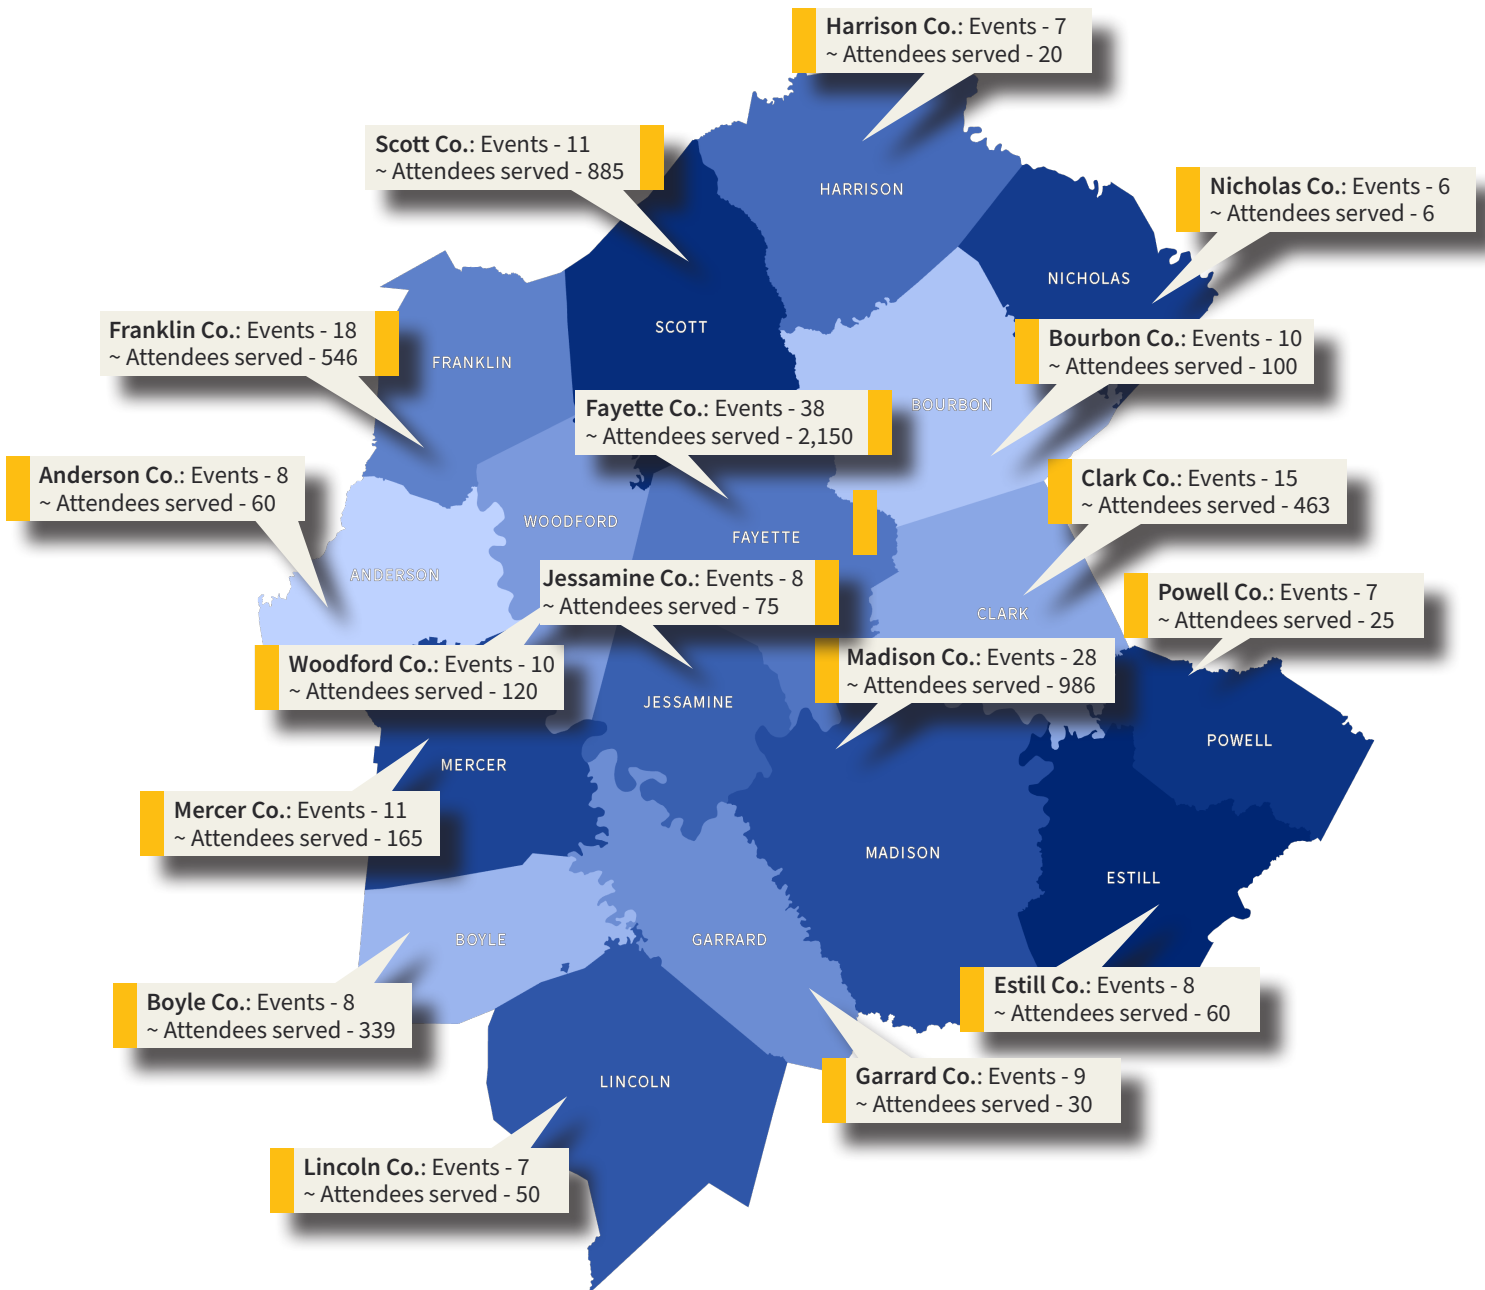 Harrison Co.: Events - 7
~ Attendees served - 20
Scott Co.: Events - 11
~ Attendees served - 885
HARRISON
Nicholas Co.: Events - 6
~ Attendees served - 6
NICHOLAS
SCOTT
Franklin Co.: Events - 18
~ Attendees served - 546
FRANKLIN
Bourbon Co.: Events - 10
~ Attendees served - 100
BOURBON
Fayette Co.: Events - 38
~ Attendees served - 2,150
Anderson Co.: Events - 8
~ Attendees served - 60
Clark Co.: Events - 15
~ Attendees served - 463
WOODFORD
FAYETTE
ANDERSON
Jessamine Co.: Events - 8
~ Attendees served - 75
CLARK
Powell Co.: Events - 7
~ Attendees served - 25
Woodford Co.: Events - 10
~ Attendees served - 120
Madison Co.: Events - 28
~ Attendees served - 986
JESSAMINE
POWELL
MERCER
Mercer Co.: Events - 11
~ Attendees served - 165
MADISON
ESTILL
BOYLE
GARRARD
Boyle Co.: Events - 8
~ Attendees served - 339
Estill Co.: Events - 8
~ Attendees served - 60
Garrard Co.: Events - 9
~ Attendees served - 30
LINCOLN
Lincoln Co.: Events - 7
~ Attendees served - 50